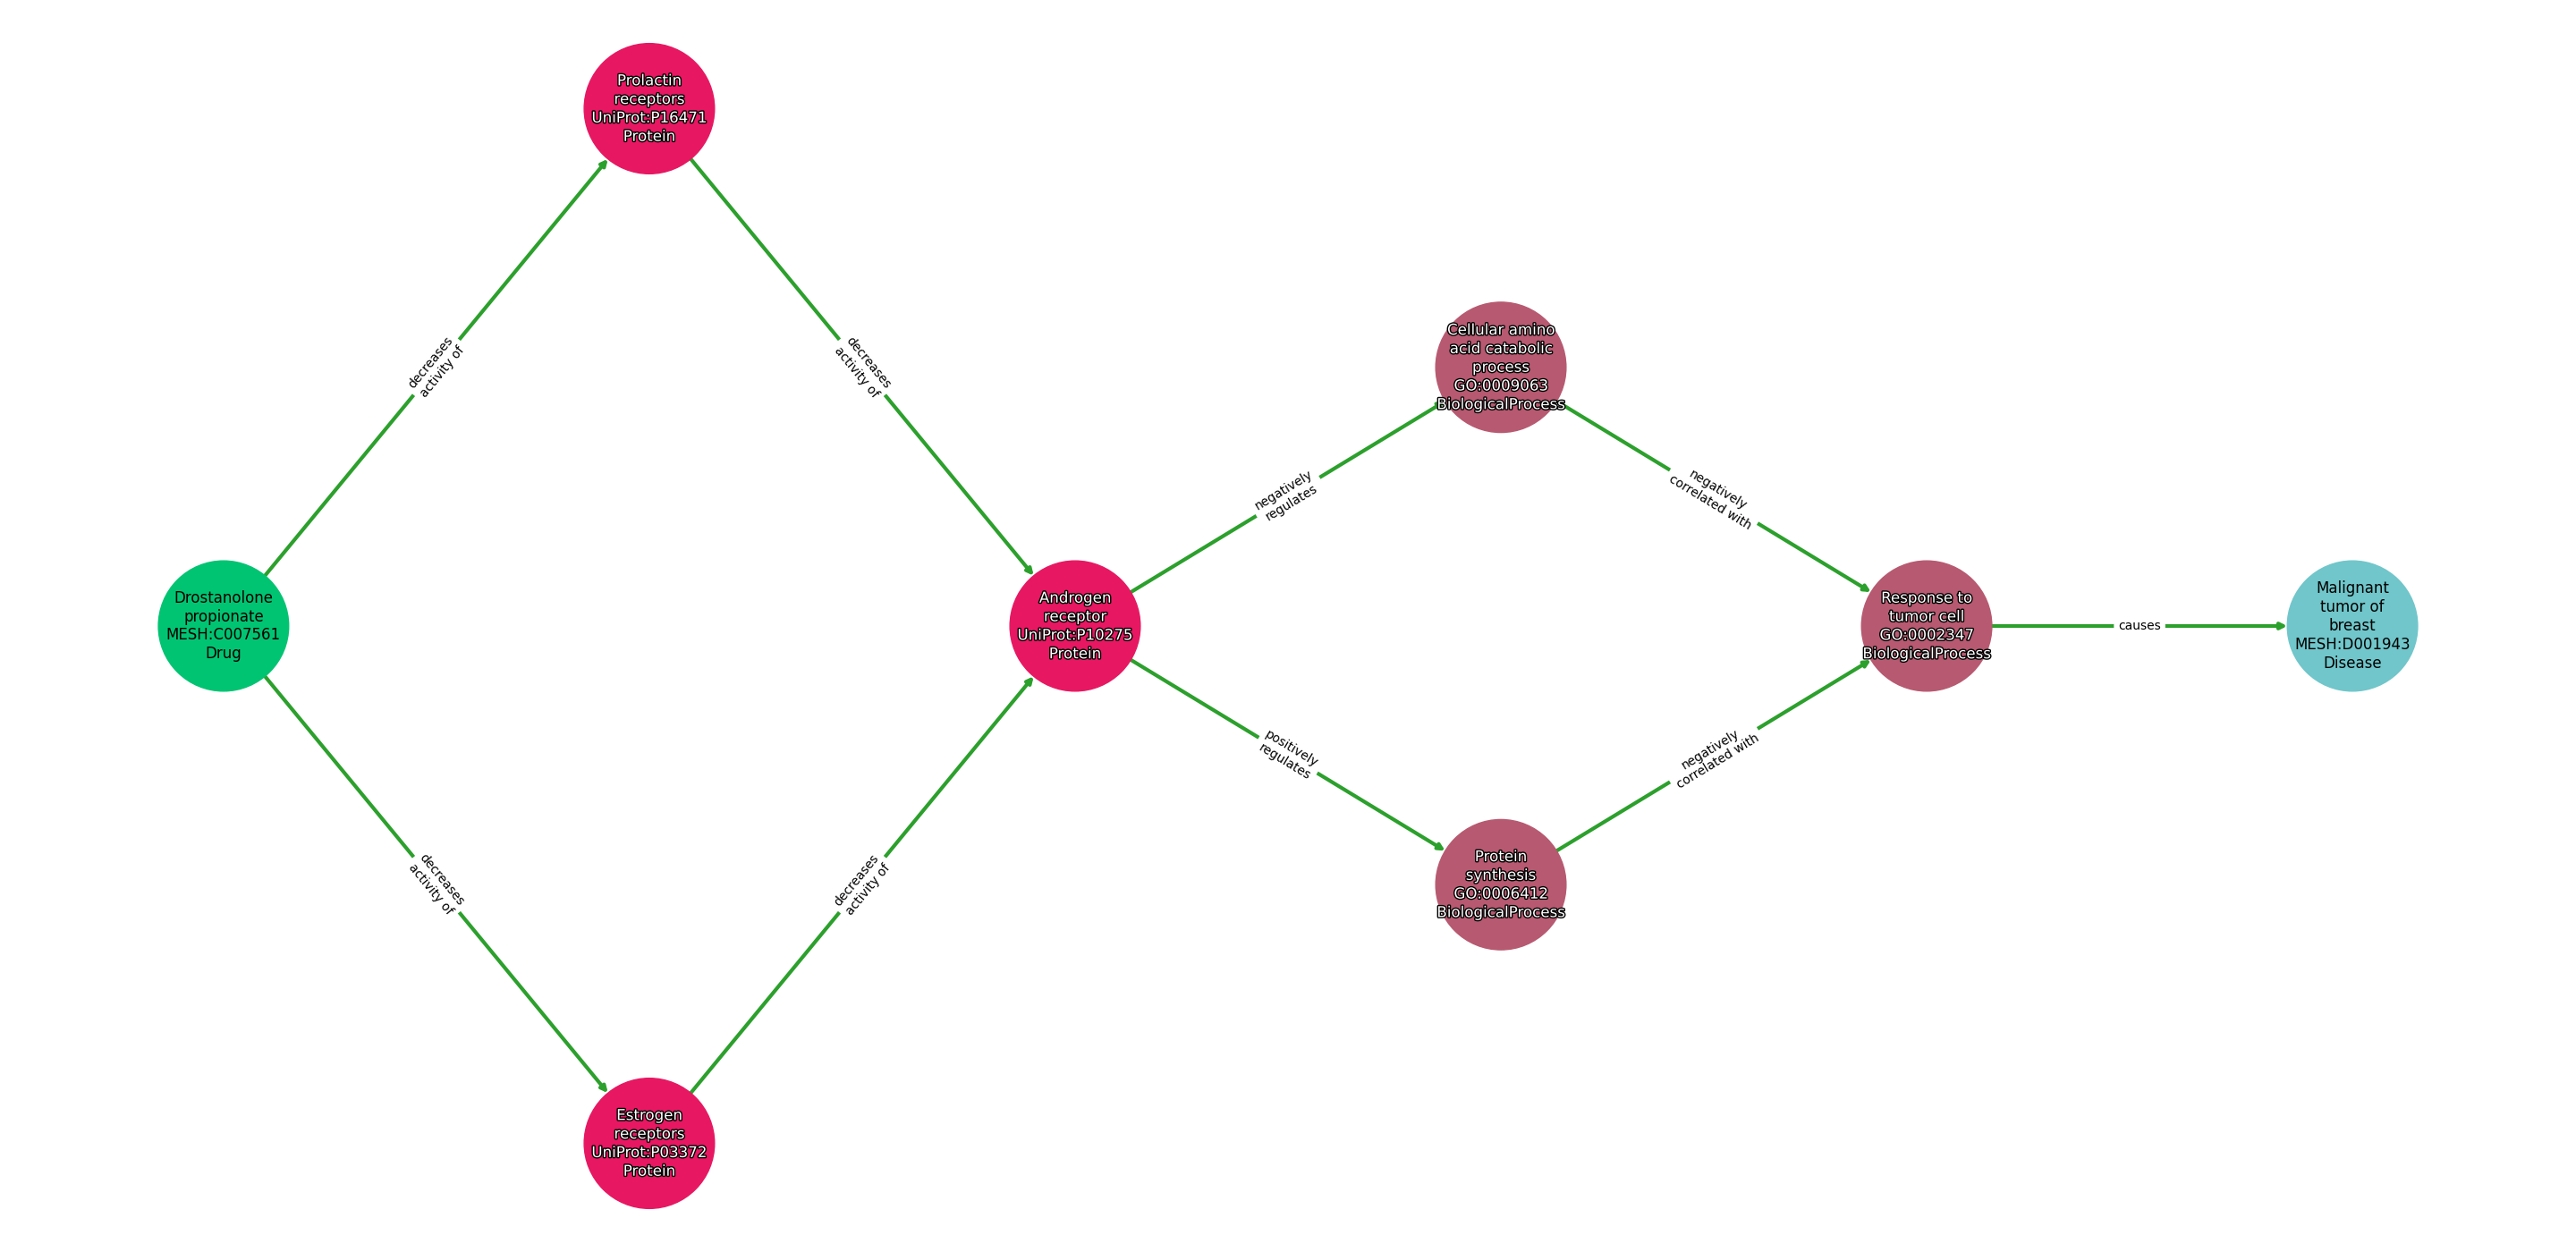 Prolactin
receptors
UniProt:P16471
Protein
decreases
activity of
decreases
activity of
Cellular amino
acid catabolic
process
GO:0009063
BiologicalProcess
negatively
regulates
negatively
correlated with
Drostanolone
propionate
MESH:C007561
Drug
Androgen
receptor
UniProt:P10275
Protein
Response to
tumor cell
GO:0002347
BiologicalProcess
causes
Malignant
tumor of
breast
MESH:D001943
Disease
positively
regulates
negatively
correlated with
decreases
activity of
decreases
activity of
Protein
synthesis
GO:0006412
BiologicalProcess
Estrogen
receptors
UniProt:P03372
Protein